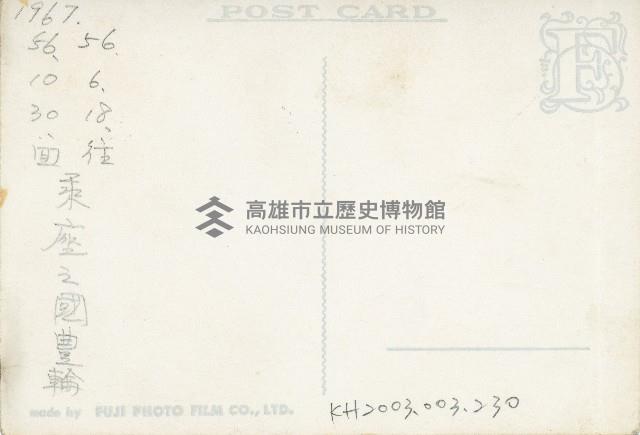 POST CARD
1967.
56. 56.
10 6.
30 18、
回 往
乘座之國豊輪
高雄市立歷史博物館
KAOHSIUNG MUSEUM OF HISTORY
made by FUJI PHOTO FILM CO., LTD.
KH2003.003.230